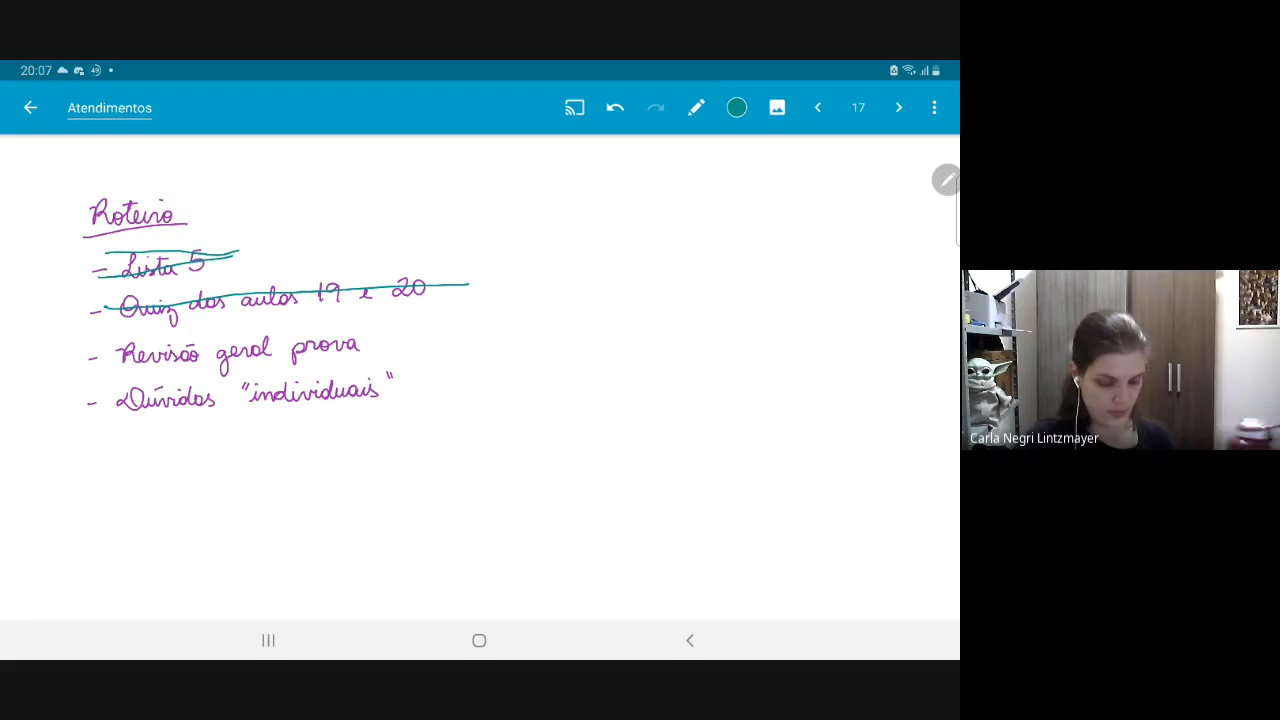 20:07
49
Atendimentos
17
Roteiro
- Lista 5
- Quiz das aulas 19 e 20
- Revisão geral prova
- Dúvidas "individuais"
Carla Negri Lintzmayer